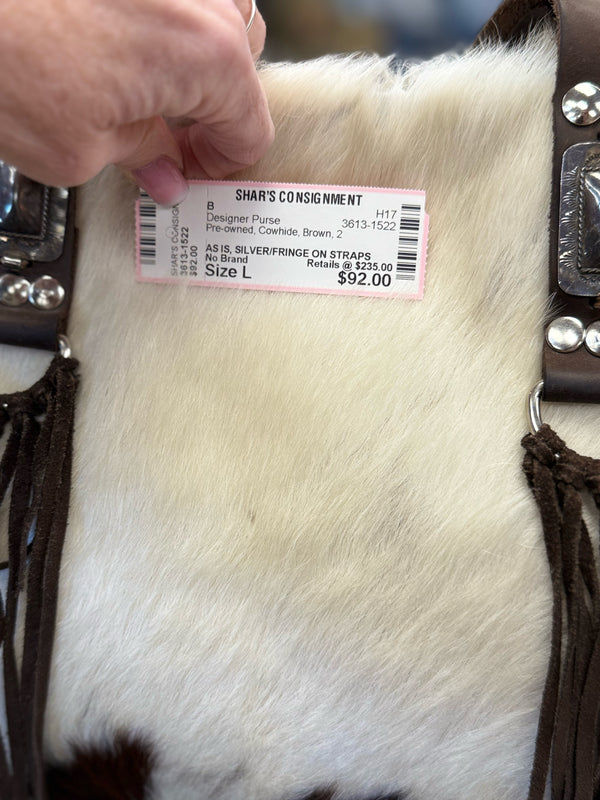 SHAR'S CONSIGNMENT
B H17
Designer Purse 3613-1522
Pre-owned, Cowhide, Brown, 2
AS IS, SILVER/FRINGE ON STRAPS
No Brand Retails @ $235.00
Size L $92.00
SHAR'S CONSIGN
3613-1522
$92.00